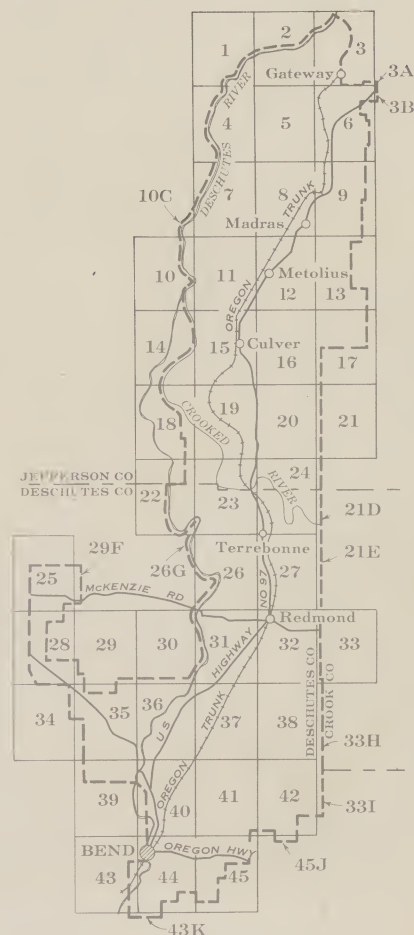 1
2
3
Gateway
3A
3B
RIVER
4
5
6
DESCHUTES
7
8
9
TRUNK
10C
Madras
10
11
Metolius
12
13
OREGON
14
15
Culver
16
17
18
19
20
21
CROOKED
RIVER
JEFFERSON CO
DESCHUTES CO
22
23
24
21D
Terrebonne
21E
29F
26G
26
27
25
McKENZIE RD
NO 97
Redmond
28
29
30
31
32
33
HIGHWAY
DESCHUTES CO
CROOK CO
34
35
36
U S
37
TRUNK
38
33H
OREGON
39
40
41
42
33I
BEND
OREGON HWY
43
44
45
45J
43K